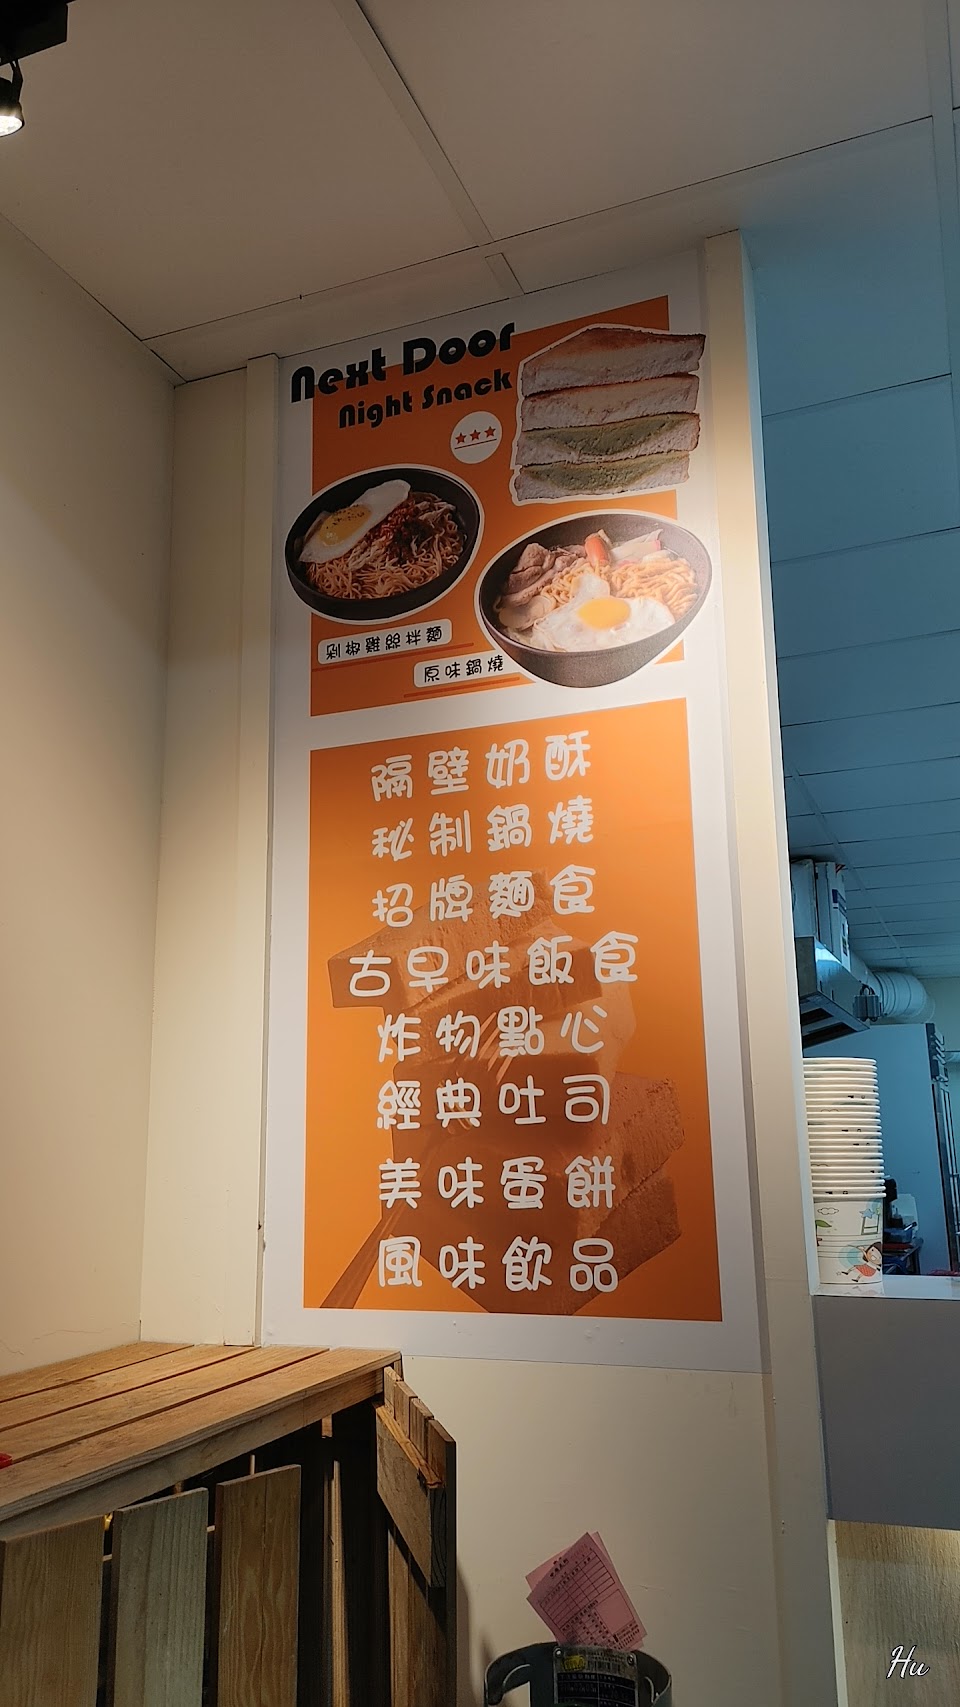 Next Door
Night Snack
剁椒雞絲拌麵
原味鍋燒
隔壁奶酥
秘制鍋燒
招牌麵食
古早味飯食
炸物點心
經典吐司
美味蛋餅
風味飲品
Hu